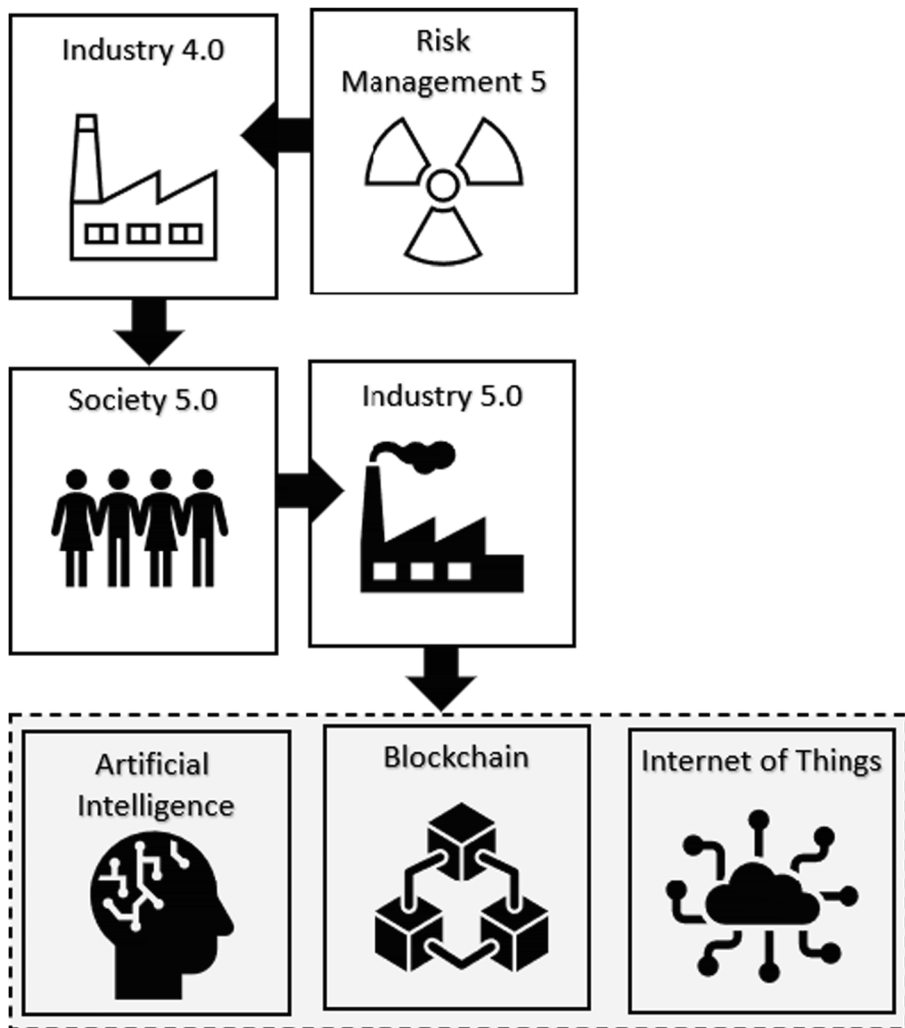 Industry 4.0
Risk
Management 5
Society 5.0
Industry 5.0
Artificial
Intelligence
Blockchain
Internet of Things